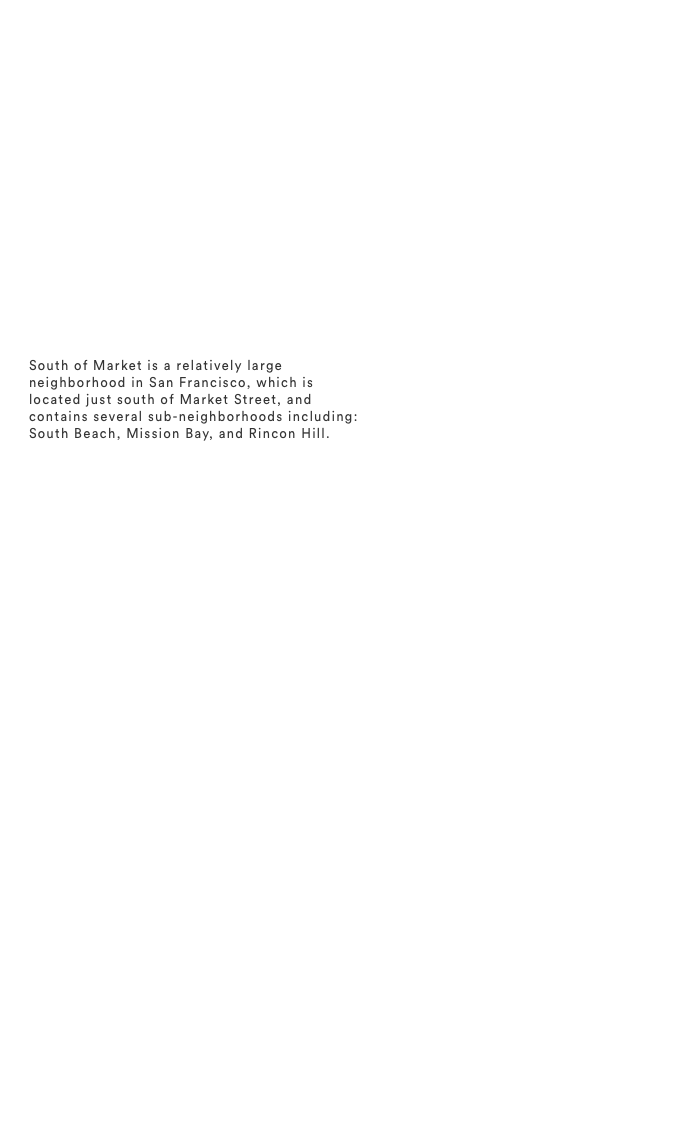 South of Market is a relatively large
neighborhood in San Francisco, which is
located just south of Market Street, and
contains several sub-neighborhoods including:
South Beach, Mission Bay, and Rincon Hill.